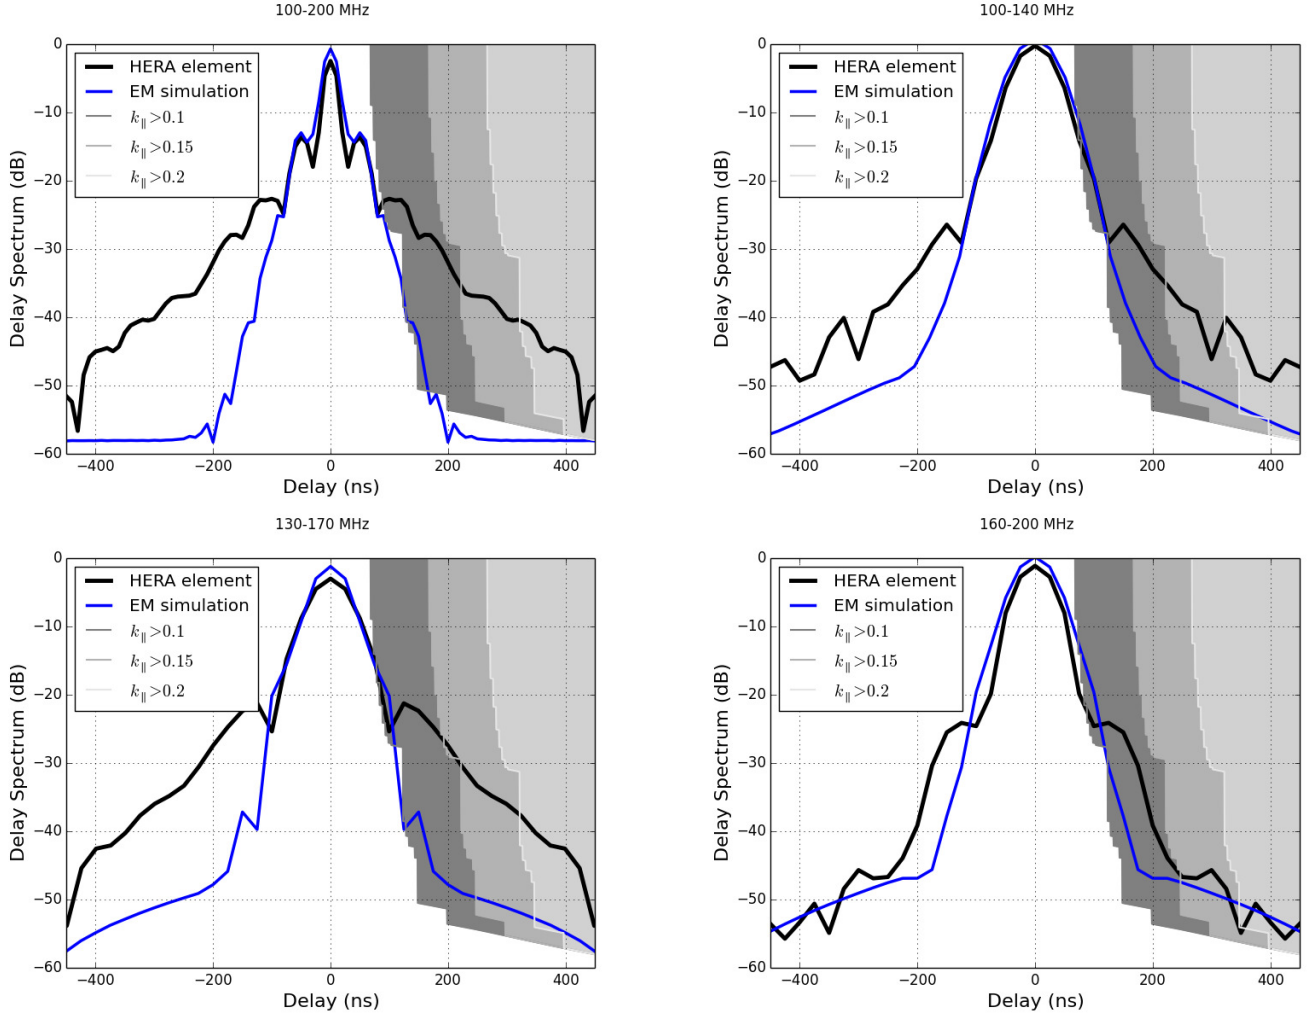 100-200 MHz
Delay Spectrum (dB)
0
−10
−20
−30
−40
−50
−60
HERA element
EM simulation
k∥>0.1
k∥>0.15
k∥>0.2
−400
−200
0
200
400
Delay (ns)
100-140 MHz
Delay Spectrum (dB)
0
−10
−20
−30
−40
−50
−60
HERA element
EM simulation
k∥>0.1
k∥>0.15
k∥>0.2
−400
−200
0
200
400
Delay (ns)
130-170 MHz
Delay Spectrum (dB)
0
−10
−20
−30
−40
−50
−60
HERA element
EM simulation
k∥>0.1
k∥>0.15
k∥>0.2
−400
−200
0
200
400
Delay (ns)
160-200 MHz
Delay Spectrum (dB)
0
−10
−20
−30
−40
−50
−60
HERA element
EM simulation
k∥>0.1
k∥>0.15
k∥>0.2
−400
−200
0
200
400
Delay (ns)